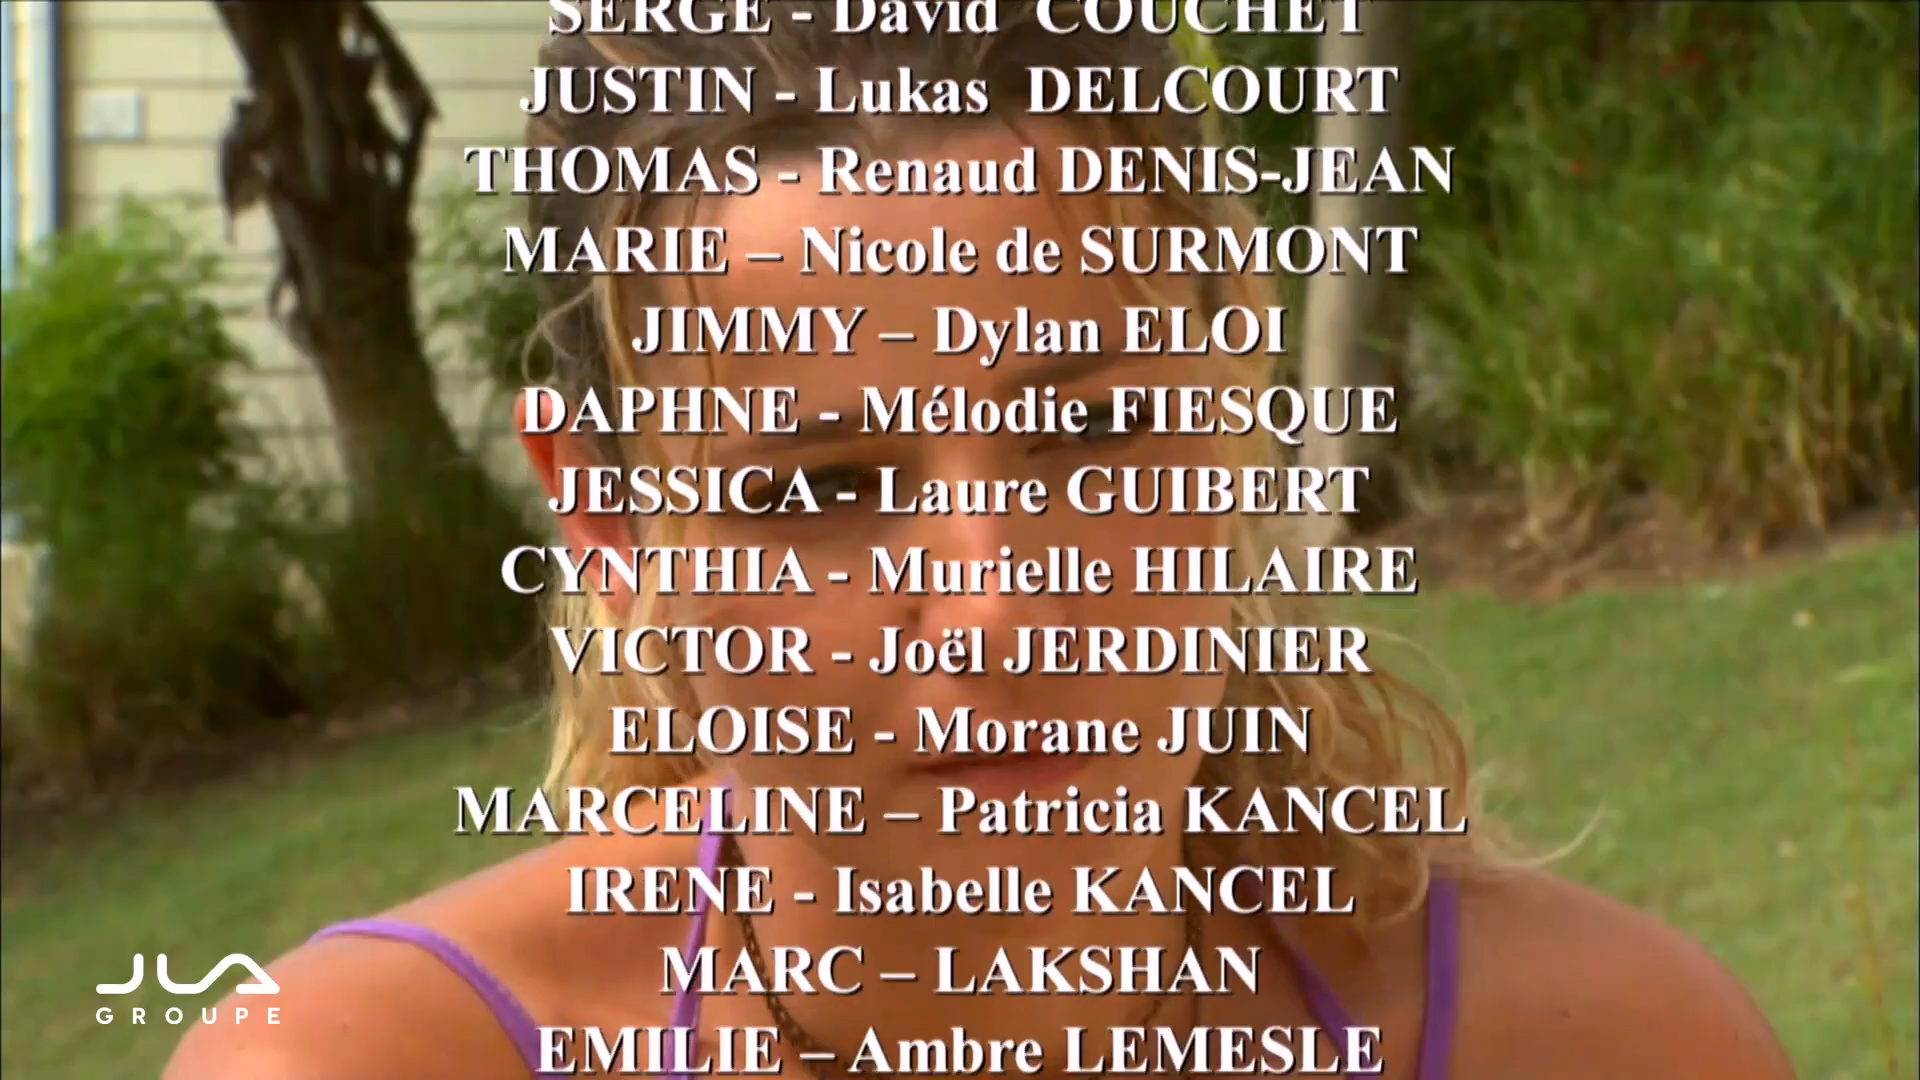 SERGE - David COUCHET
JUSTIN - Lukas DELCOURT
THOMAS - Renaud DENIS-JEAN
MARIE – Nicole de SURMONT
JIMMY – Dylan ELOI
DAPHNE - Mélodie FIESQUE
JESSICA - Laure GUIBERT
CYNTHIA - Murielle HILAIRE
VICTOR - Joël JERDINIER
ELOISE - Morane JUIN
MARCELINE – Patricia KANCEL
IRENE - Isabelle KANCEL
MARC – LAKSHAN
EMILIE – Ambre LEMESLE
JLA
GROUPE